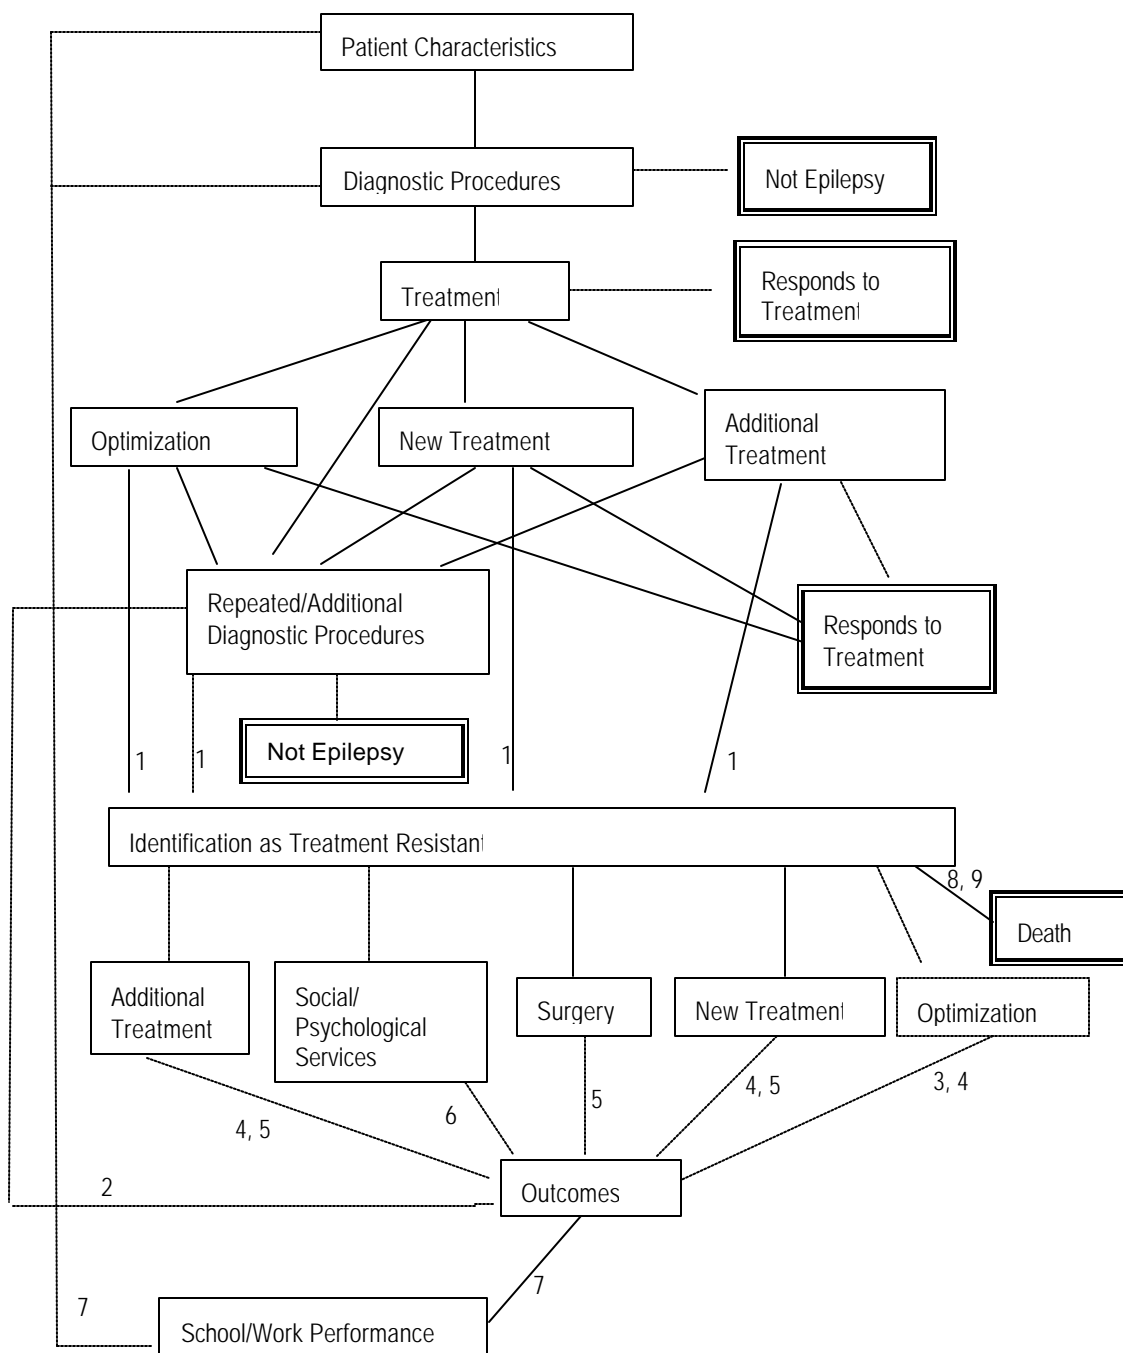 Patient Characteristics
Diagnostic Procedures
Not Epilepsy
Treatment
Responds to
Treatment
Optimization
New Treatment
Additional
Treatment
Repeated/Additional
Diagnostic Procedures
Responds to
Treatment
Not Epilepsy
1
1
1
1
Identification as Treatment Resistant
8, 9
Death
Additional
Treatment
Social/
Psychological
Services
Surgery
New Treatment
Optimization
4, 5
6
5
4, 5
3, 4
2
Outcomes
7
7
School/Work Performance